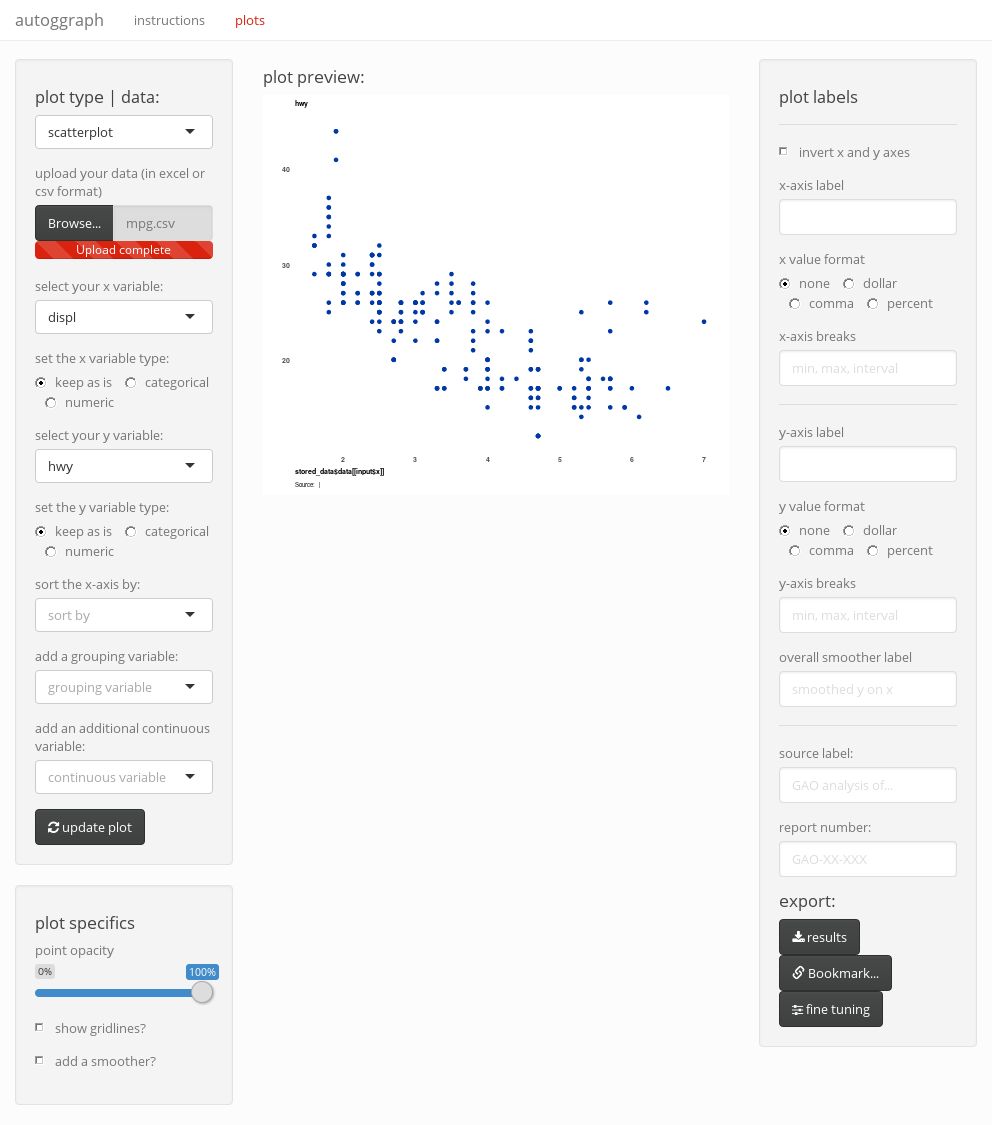 autoggraph instructions plots
plot type | data:
scatterplot
upload your data (in excel or
csv format)
Browse... mpg.csv
Upload complete
select your x variable:
displ
set the x variable type:
keep as is categorical
numeric
select your y variable:
hwy
set the y variable type:
keep as is categorical
numeric
sort the x-axis by:
sort by
add a grouping variable:
grouping variable
add an additional continuous
variable:
continuous variable
update plot
plot specifics
point opacity
0% 100%
show gridlines?
add a smoother?
plot preview:
hwy
40
30
20
2 3 4 5 6 7
stored_data$data[[input$x]]
Source: |
plot labels
invert x and y axes
x-axis label
x value format
none dollar
comma percent
x-axis breaks
min, max, interval
y-axis label
y value format
none dollar
comma percent
y-axis breaks
min, max, interval
overall smoother label
smoothed y on x
source label:
GAO analysis of...
report number:
GAO-XX-XXX
export:
results
Bookmark...
fine tuning